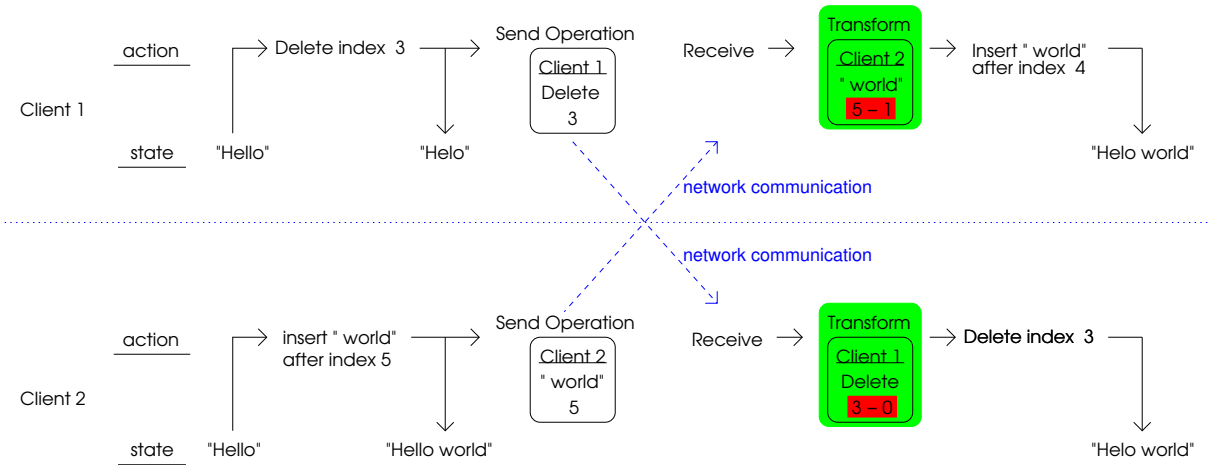 Send Operation
Transform
action
Delete index 3
Client 1
Delete
3
Receive
Client 2
" world"
5 – 1
Insert " world"
after index 4
Client 1
state
"Hello"
"Helo"
"Helo world"
network communication
network communication
Send Operation
Transform
action
insert " world"
after index 5
Client 2
" world"
5
Receive
Client 1
Delete
3 – 0
Delete index 3
Client 2
state
"Hello"
"Hello world"
"Helo world"